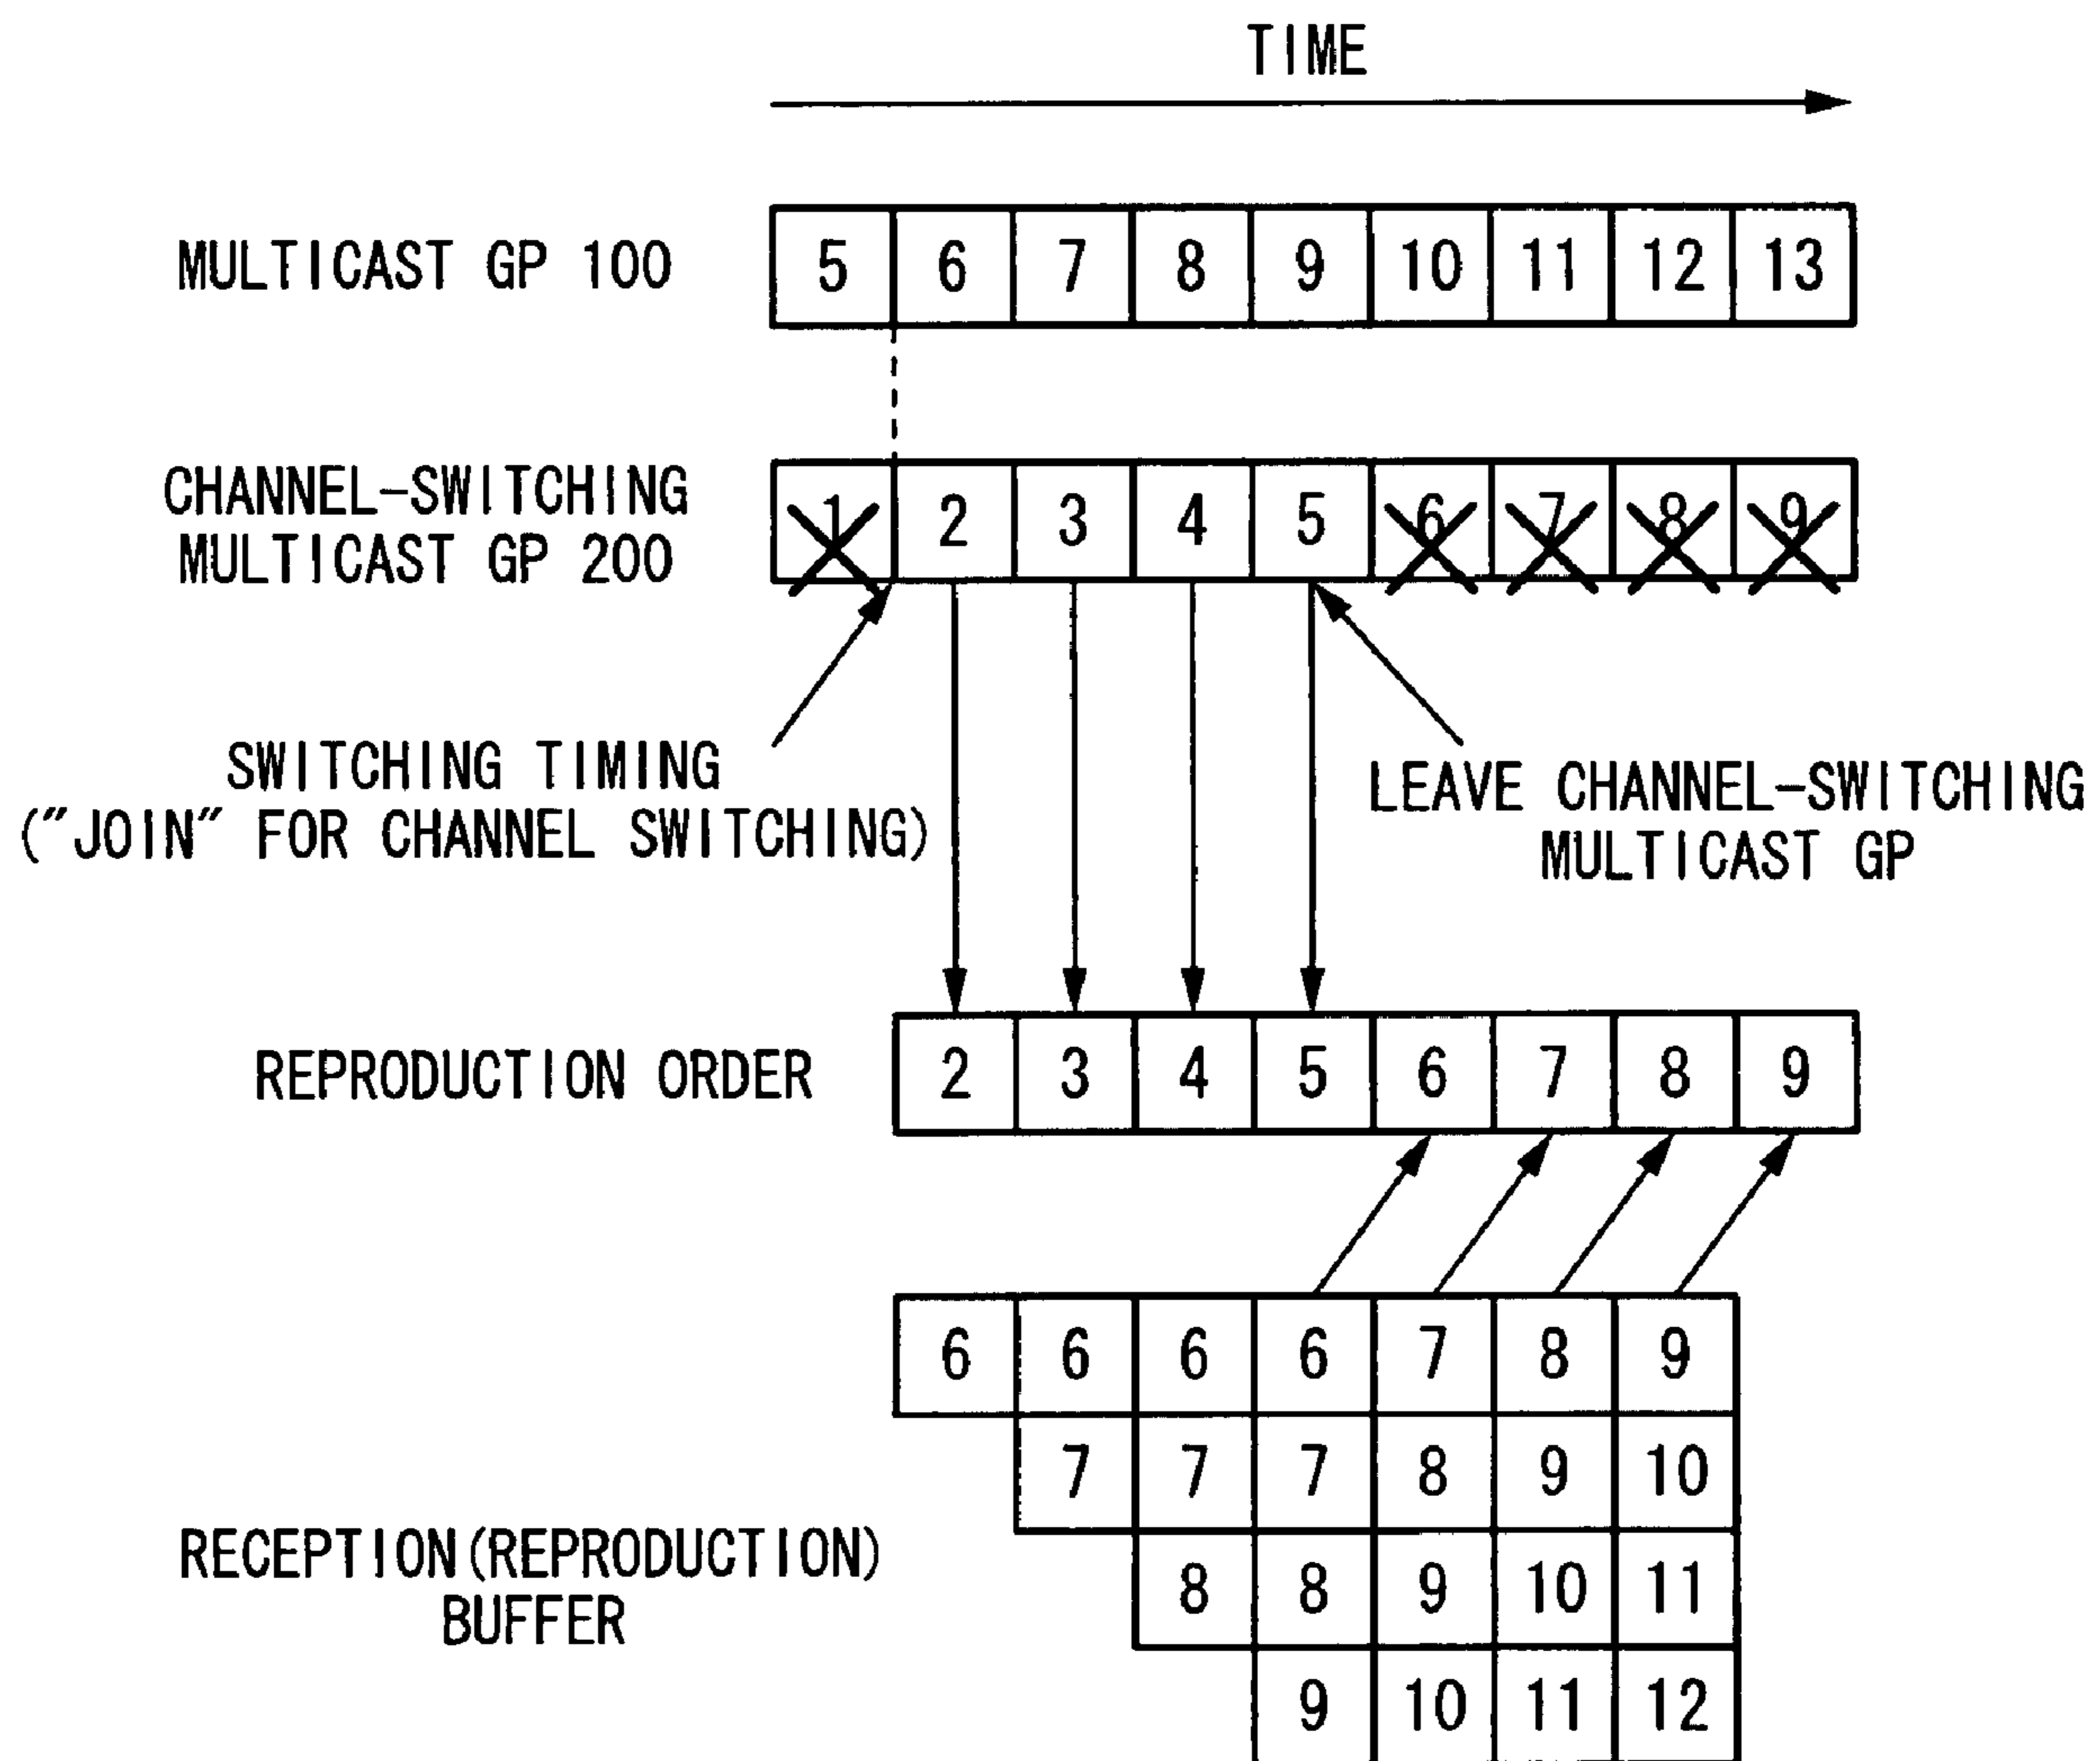 TIME
MULTICAST GP 100
5 6 7 8 9 10 11 12 13
CHANNEL-SWITCHING
MULTICAST GP 200
1 2 3 4 5 6 7 8 9
SWITCHING TIMING
("JOIN" FOR CHANNEL SWITCHING)
LEAVE CHANNEL-SWITCHING
MULTICAST GP
REPRODUCTION ORDER
2 3 4 5 6 7 8 9
6 6 6 6 7 8 9
7 7 7 8 9 10
RECEPTION(REPRODUCTION)
BUFFER
8 8 9 10 11
9 10 11 12